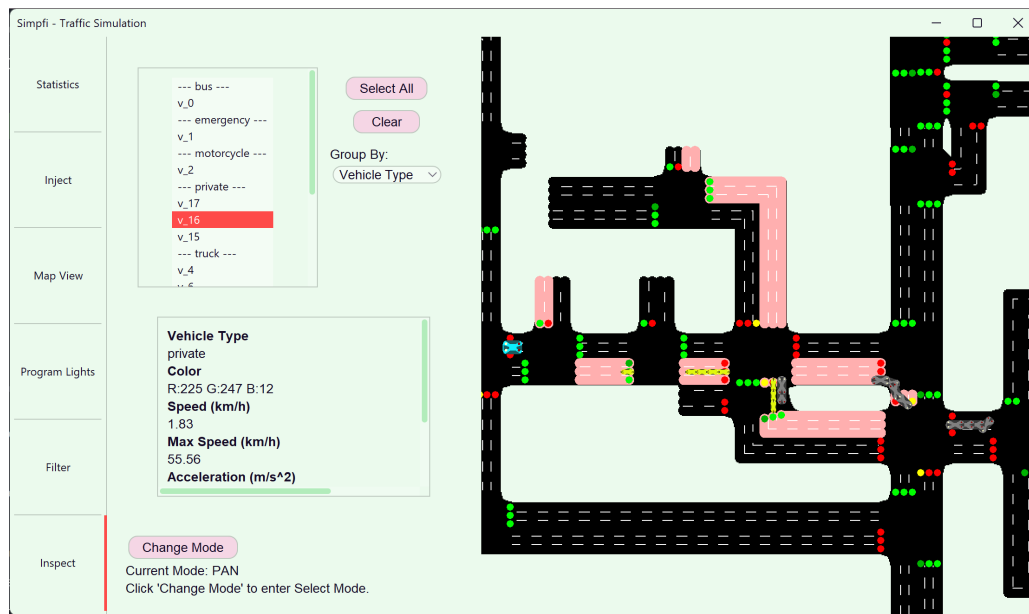 Simpfi - Traffic Simulation
Statistics
Inject
Map View
Program Lights
Filter
Inspect
--- bus ---
v_0
--- emergency ---
v_1
--- motorcycle ---
v_2
--- private ---
v_17
v_16
v_15
--- truck ---
v_4
Select All
Clear
Group By:
Vehicle Type
Vehicle Type
private
Color
R:225 G:247 B:12
Speed (km/h)
1.83
Max Speed (km/h)
55.56
Acceleration (m/s^2)
Change Mode
Current Mode: PAN
Click 'Change Mode' to enter Select Mode.